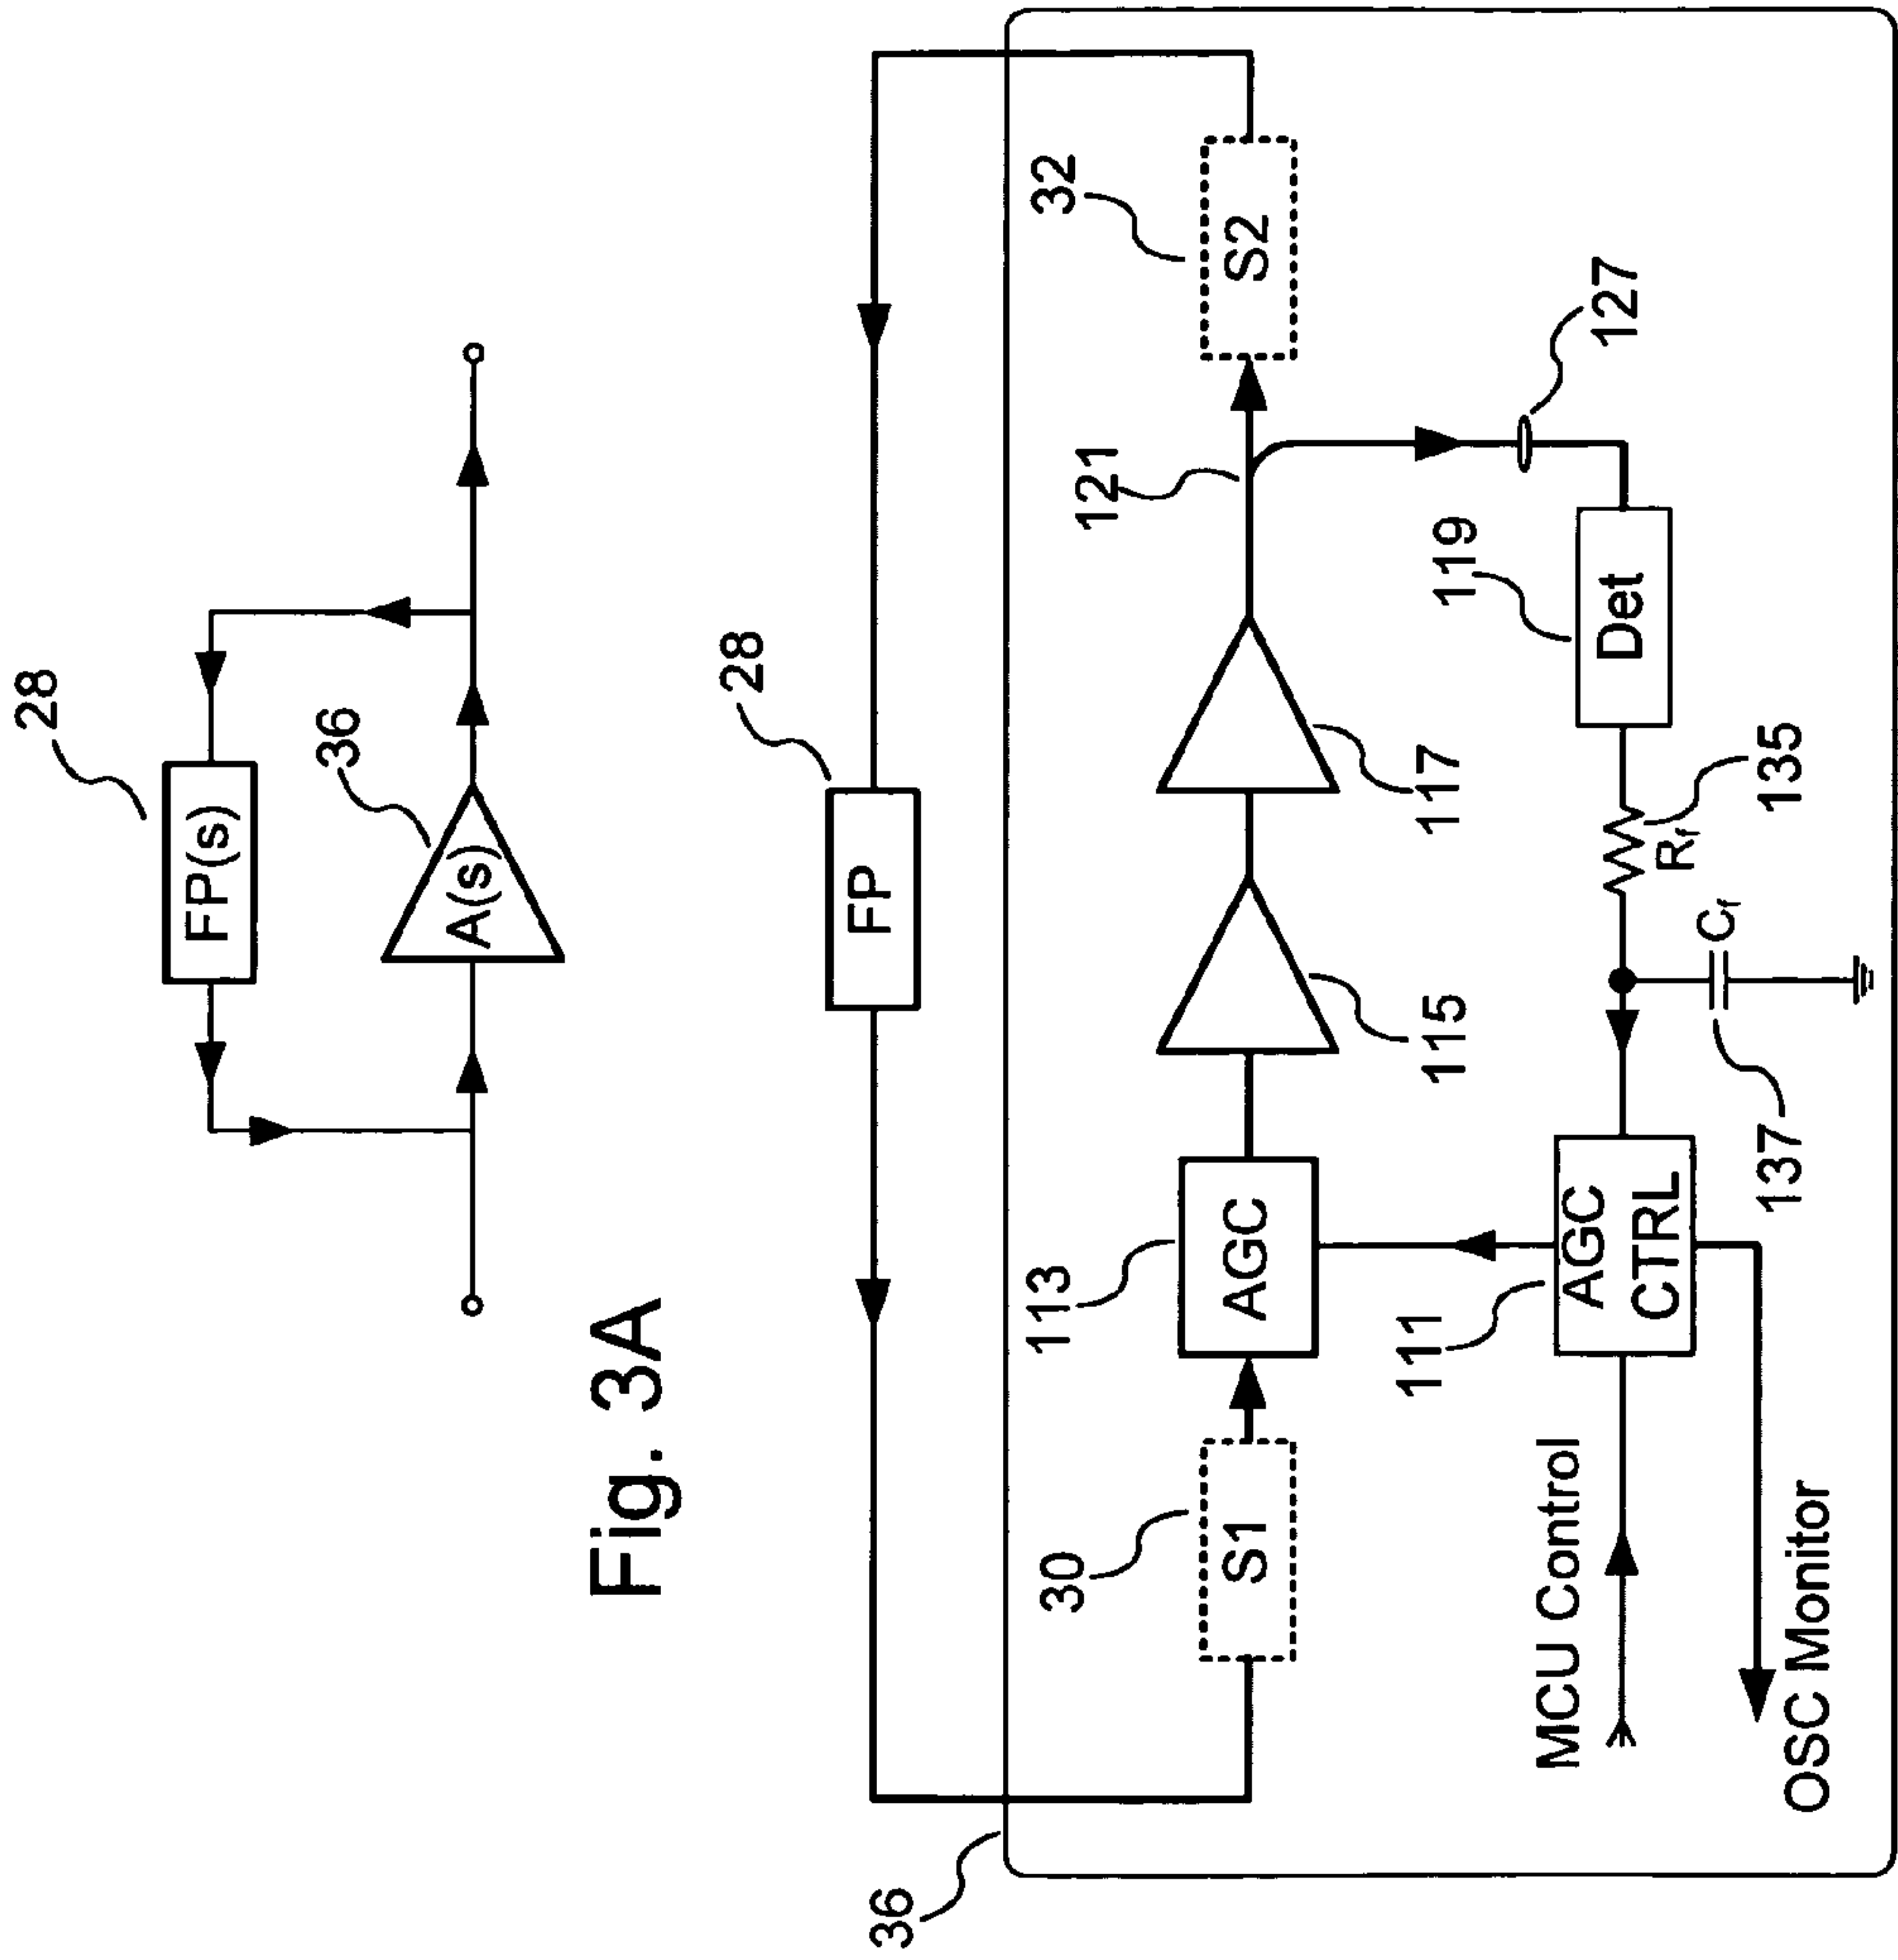 28
FP(s)
36
A(s)
Fig. 3A
28
FP
36
30
S1
113
AGC
115
117
121
32
S2
127
119
Det
135
Rf
Cf
137
111
AGC
CTRL
MCU Control
OSC Monitor